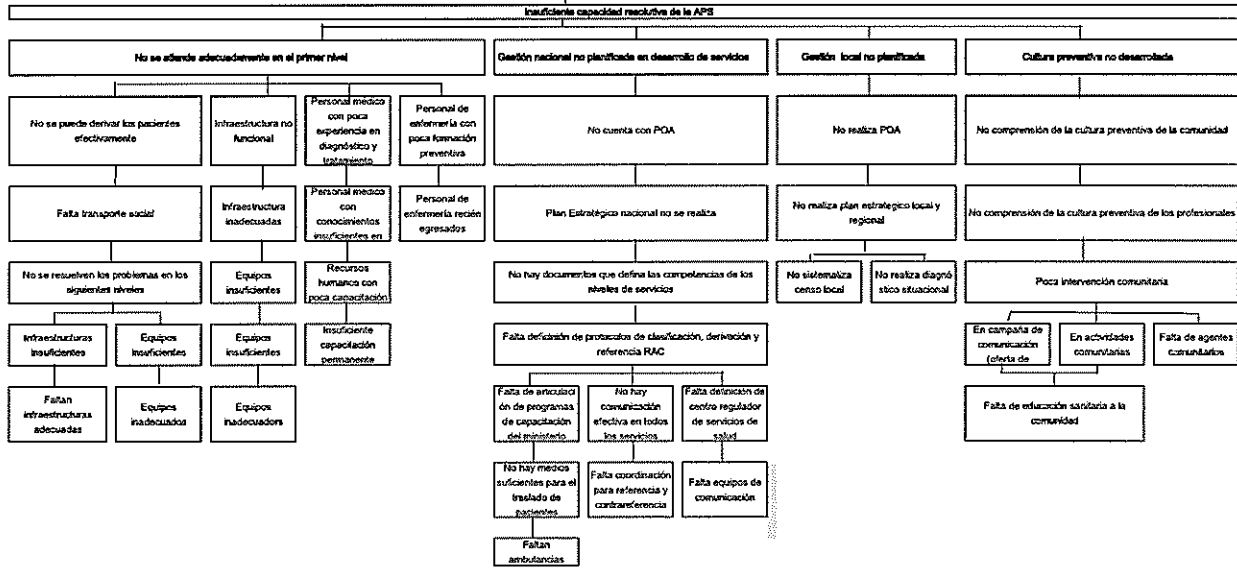 Insuficiente capacidad resolutiva de la APS
No se atiende adecuadamente en el primer nivel
Gestión nacional no planificada en desarrollo de servicios
Gestión local no planificada
Cultura preventiva no desarrollada
No se puede derivar los pacientes
efectivamente
Infraestructura no
funcional
Personal médico
con poca
experiencia en
diagnóstico y
tratamiento
Personal de
enfermería con
poca formación
preventiva
No cuenta con POA
No realiza POA
No comprensión de la cultura preventiva de la comunidad
Falta transporte social
Infraestructura
inadecuadas
Personal médico
con
conocimientos
insuficientes en
Personal de
enfermería recién
egresados
Plan Estratégico nacional no se realiza
No realiza plan estrategico local y
regional
No comprensión de la cultura preventiva de los profesionales
No se resuelven los problemas en los
siguientes niveles
Equipos
insuficientes
Recursos
humanos con
poca capacitación
No hay documentos que defina las competencias de los
niveles de servicios
No sistematiza
censo local
No realiza diagnó
stico situacional
Poca intervención comunitaria
Infraestructuras
insuficientes
Equipos
insuficientes
Equipos
insuficientes
Insuficiente
capacitación
permanente
Falta definición de protocolos de clasificación, derivación y
referencia RAC
En campaña de
comunicación
(oferta de
En actividades
comunitarias
Falta de agentes
comunitarios
Faltan
infraestructuras
adecuadas
Equipos
inadecuados
Equipos
inadecuadors
Falta de articulaci
ón de programas
de capacitación
del ministerio
No hay
comunicación
efectiva en todos
los servicios
Falta definición de
centro regulador
de servicios de
salud
Falta de educación sanitaria a la
comunidad
No hay medios
suficientes para el
traslado de
pacientes
Falta coordinación
para referencia y
contrareferencia
Falta equipos de
comunicación
Faltan
ambulancias